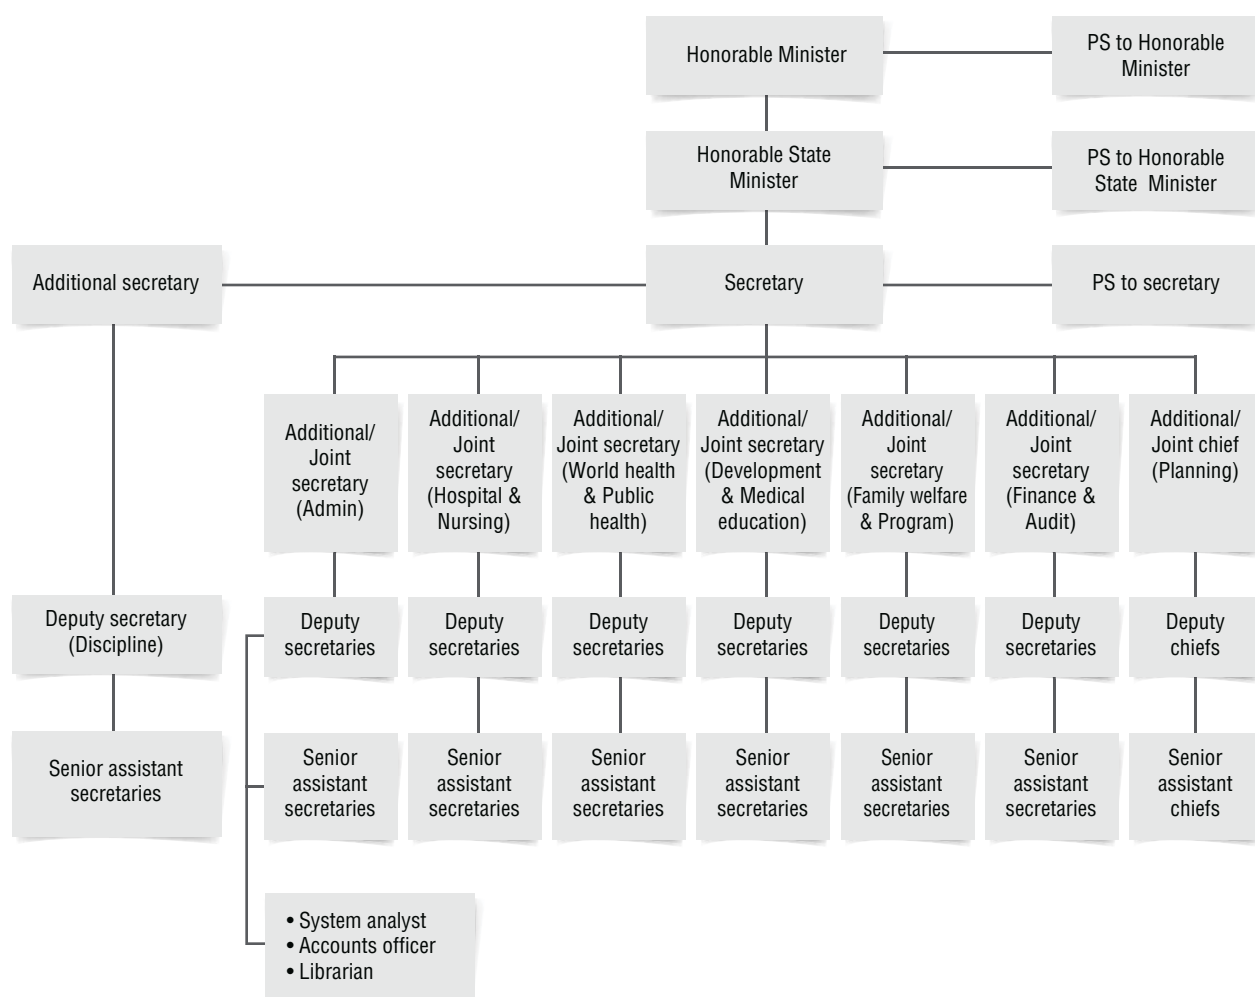 Honorable Minister
PS to Honorable
Minister
Honorable State
Minister
PS to Honorable
State Minister
Additional secretary
Secretary
PS to secretary
Additional/
Joint
secretary
(Admin)
Additional/
Joint
secretary
(Hospital &
Nursing)
Additional/
Joint secretary
(World health
& Public
health)
Additional/
Joint secretary
(Development
& Medical
education)
Additional/
Joint
secretary
(Family welfare
& Program)
Additional/
Joint
secretary
(Finance &
Audit)
Additional/
Joint chief
(Planning)
Deputy secretary
(Discipline)
Deputy
secretaries
Deputy
secretaries
Deputy
secretaries
Deputy
secretaries
Deputy
secretaries
Deputy
secretaries
Deputy
chiefs
Senior assistant
secretaries
Senior
assistant
secretaries
Senior
assistant
secretaries
Senior
assistant
secretaries
Senior
assistant
secretaries
Senior
assistant
secretaries
Senior
assistant
secretaries
Senior
assistant
chiefs
• System analyst
• Accounts officer
• Librarian